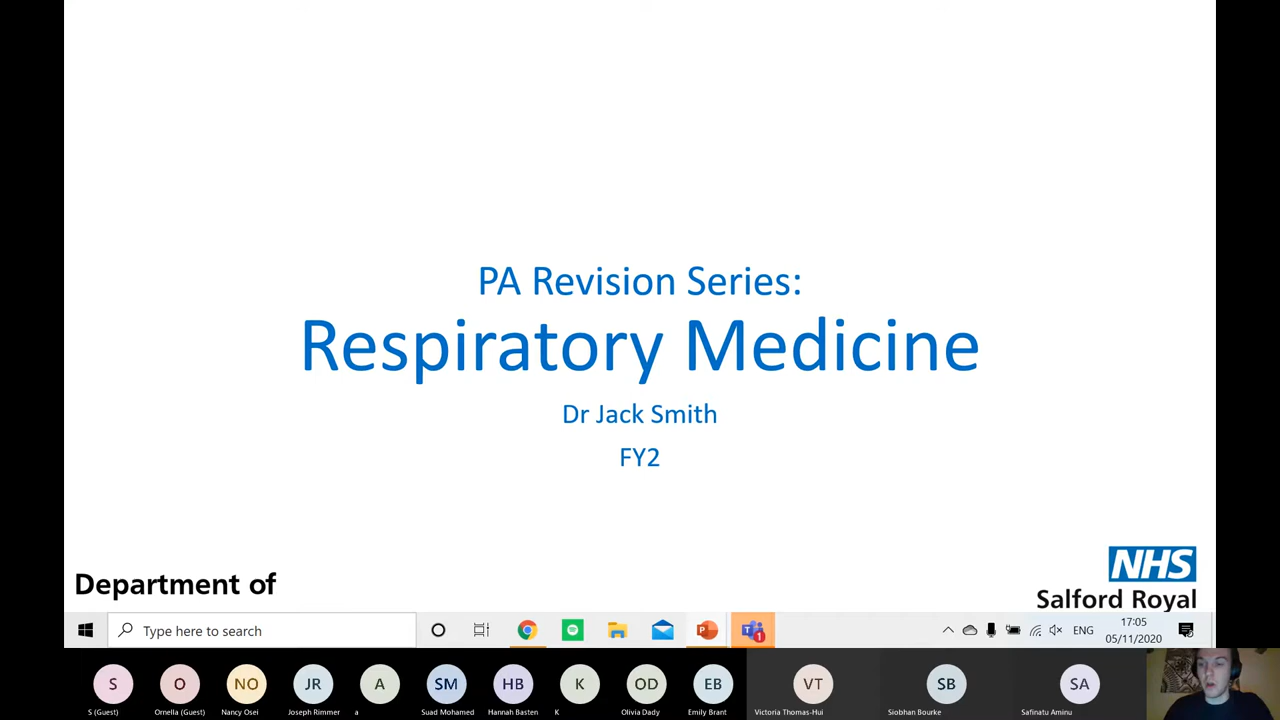 PA Revision Series:
Respiratory Medicine
Dr Jack Smith
FY2
Department of
NHS
Salford Royal
Type here to search
1
ENG
17:05
05/11/2020
S
O
NO
JR
A
SM
HB
K
OD
EB
VT
SB
SA
S (Guest)
Ornella (Guest)
Nancy Osei
Joseph Rimmer
a
Suad Mohamed
Hannah Basten
K
Olivia Dady
Emily Brant
Victoria Thomas-Hui
Siobhan Bourke
Safinatu Aminu